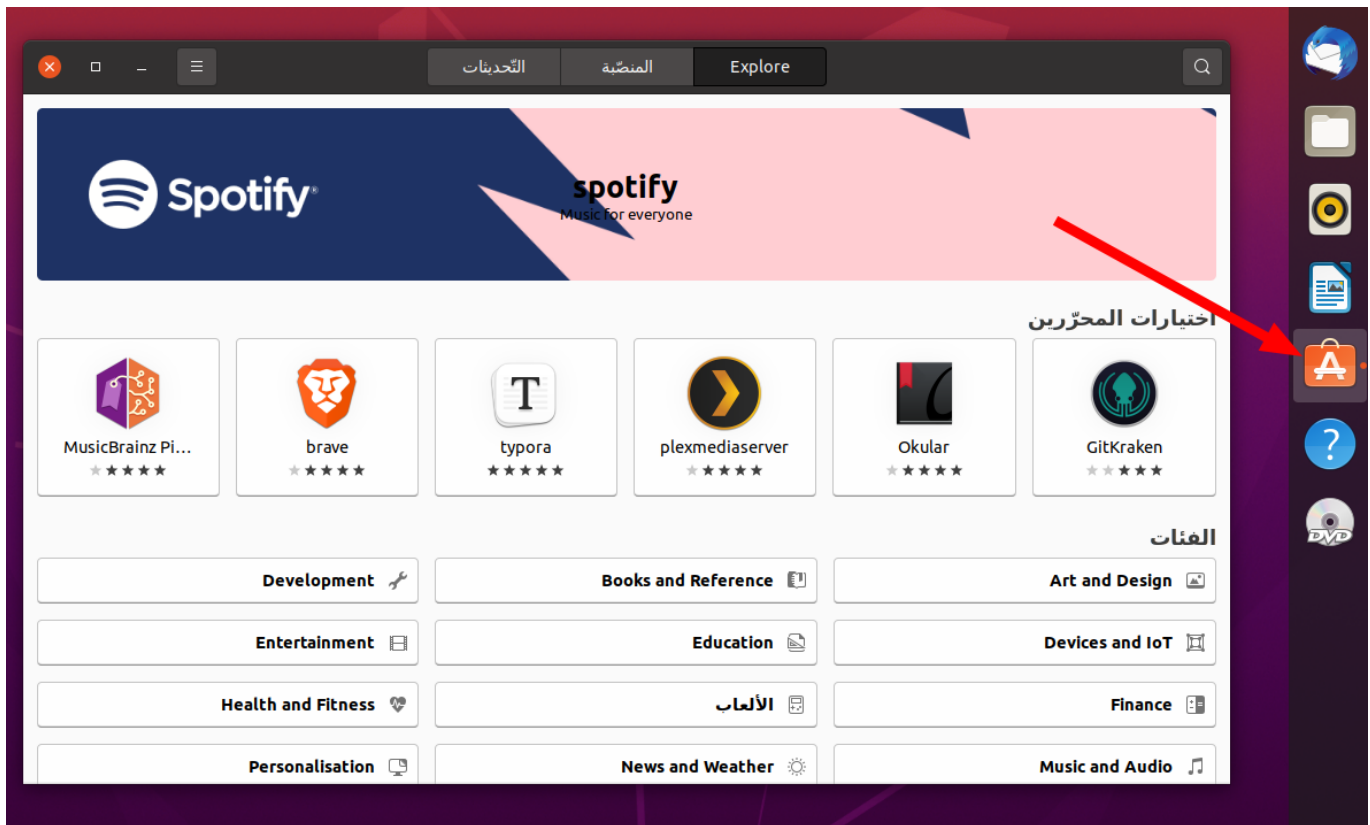 Explore
المنصّبة
التّحديثات
Spotify
spotify
Music for everyone
اختيارات المحرّرين
GitKraken
Okular
plexmediaserver
typora
brave
MusicBrainz Pi...
الفئات
Art and Design
Books and Reference
Development
Devices and IoT
Education
Entertainment
Finance
الألعاب
Health and Fitness
Music and Audio
News and Weather
Personalisation
DVD